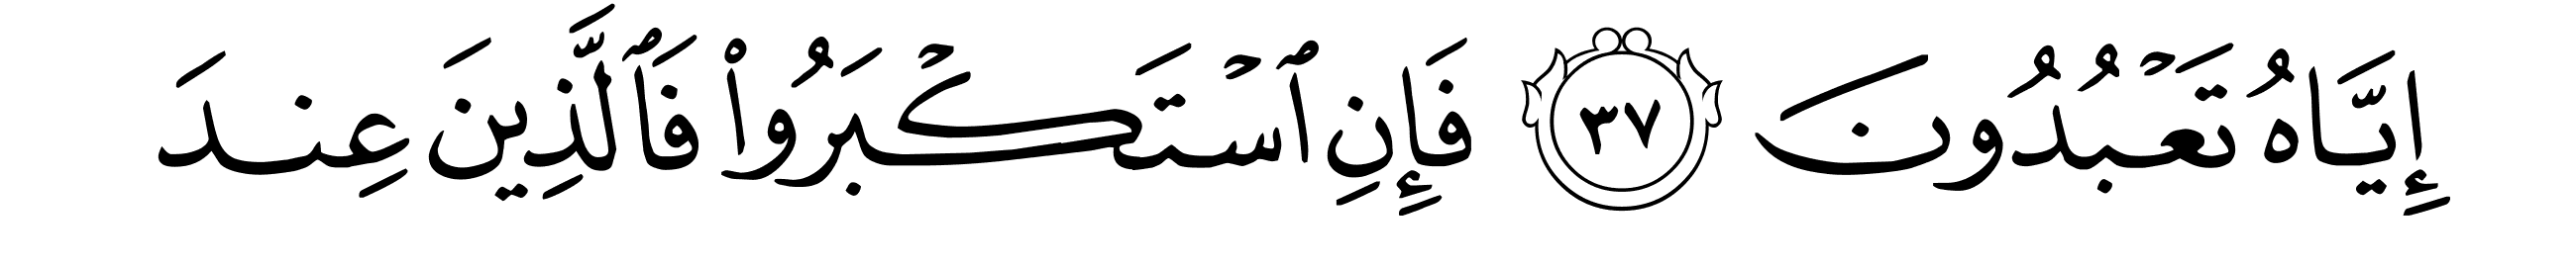 إِيَّاهُ تَعْبُدُونَ ٣٧ فَإِنِ ٱسْتَكْبَرُوا۟ فَٱلَّذِينَ عِندَ